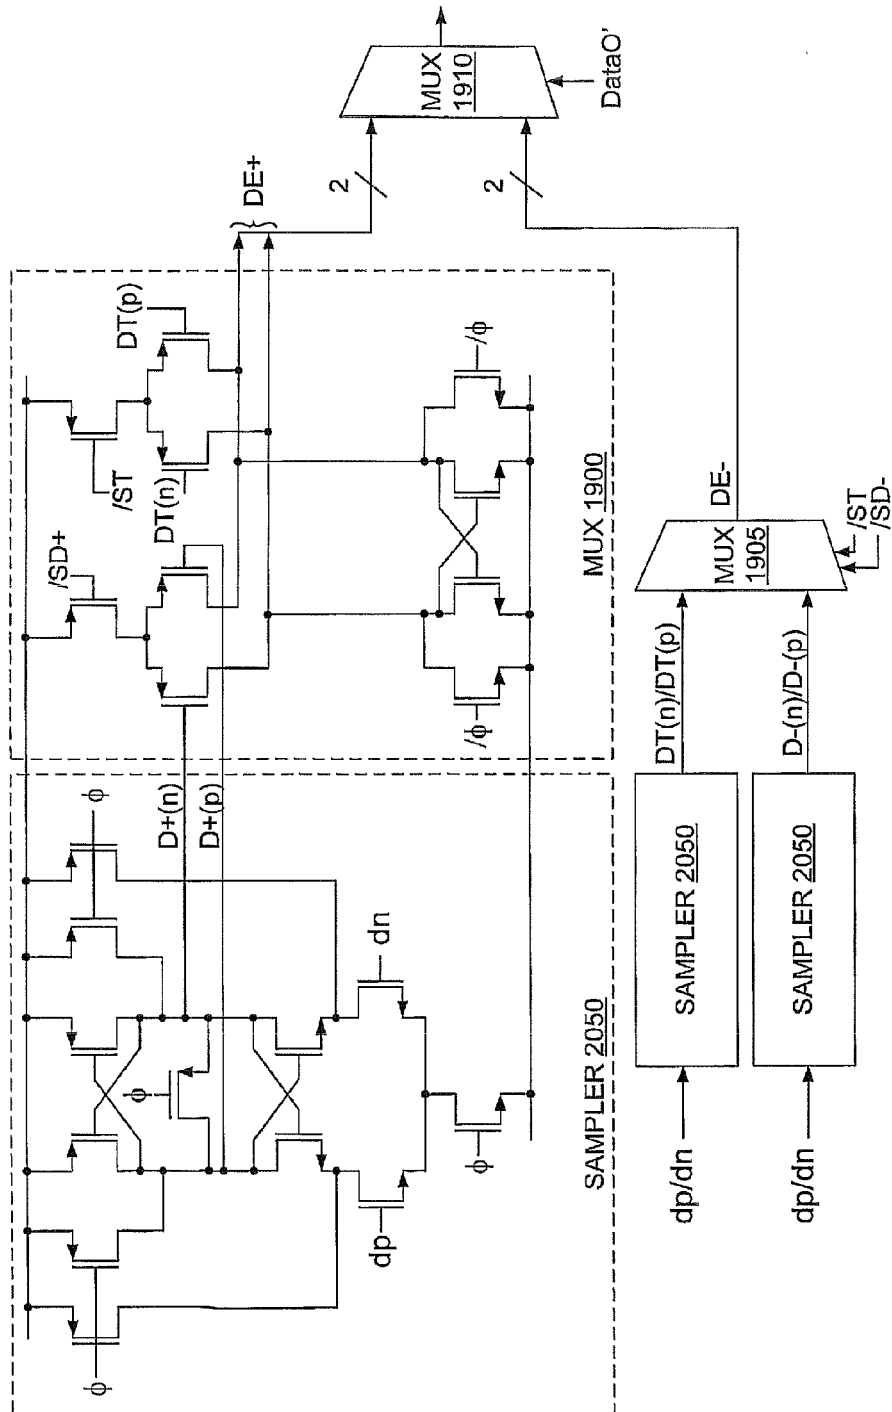 MUX
1910
DataO'
2
2
DE+
/SD+
/ST
DT(p)
DT(n)
/ϕ
/ϕ
MUX 1900
ϕ
ϕ
D+(n)
D+(p)
ϕ
dp
dn
ϕ
SAMPLER 2050
DE-
MUX
1905
/ST
/SD-
DT(n)/DT(p)
D-(n)/D-(p)
SAMPLER 2050
SAMPLER 2050
dp/dn
dp/dn